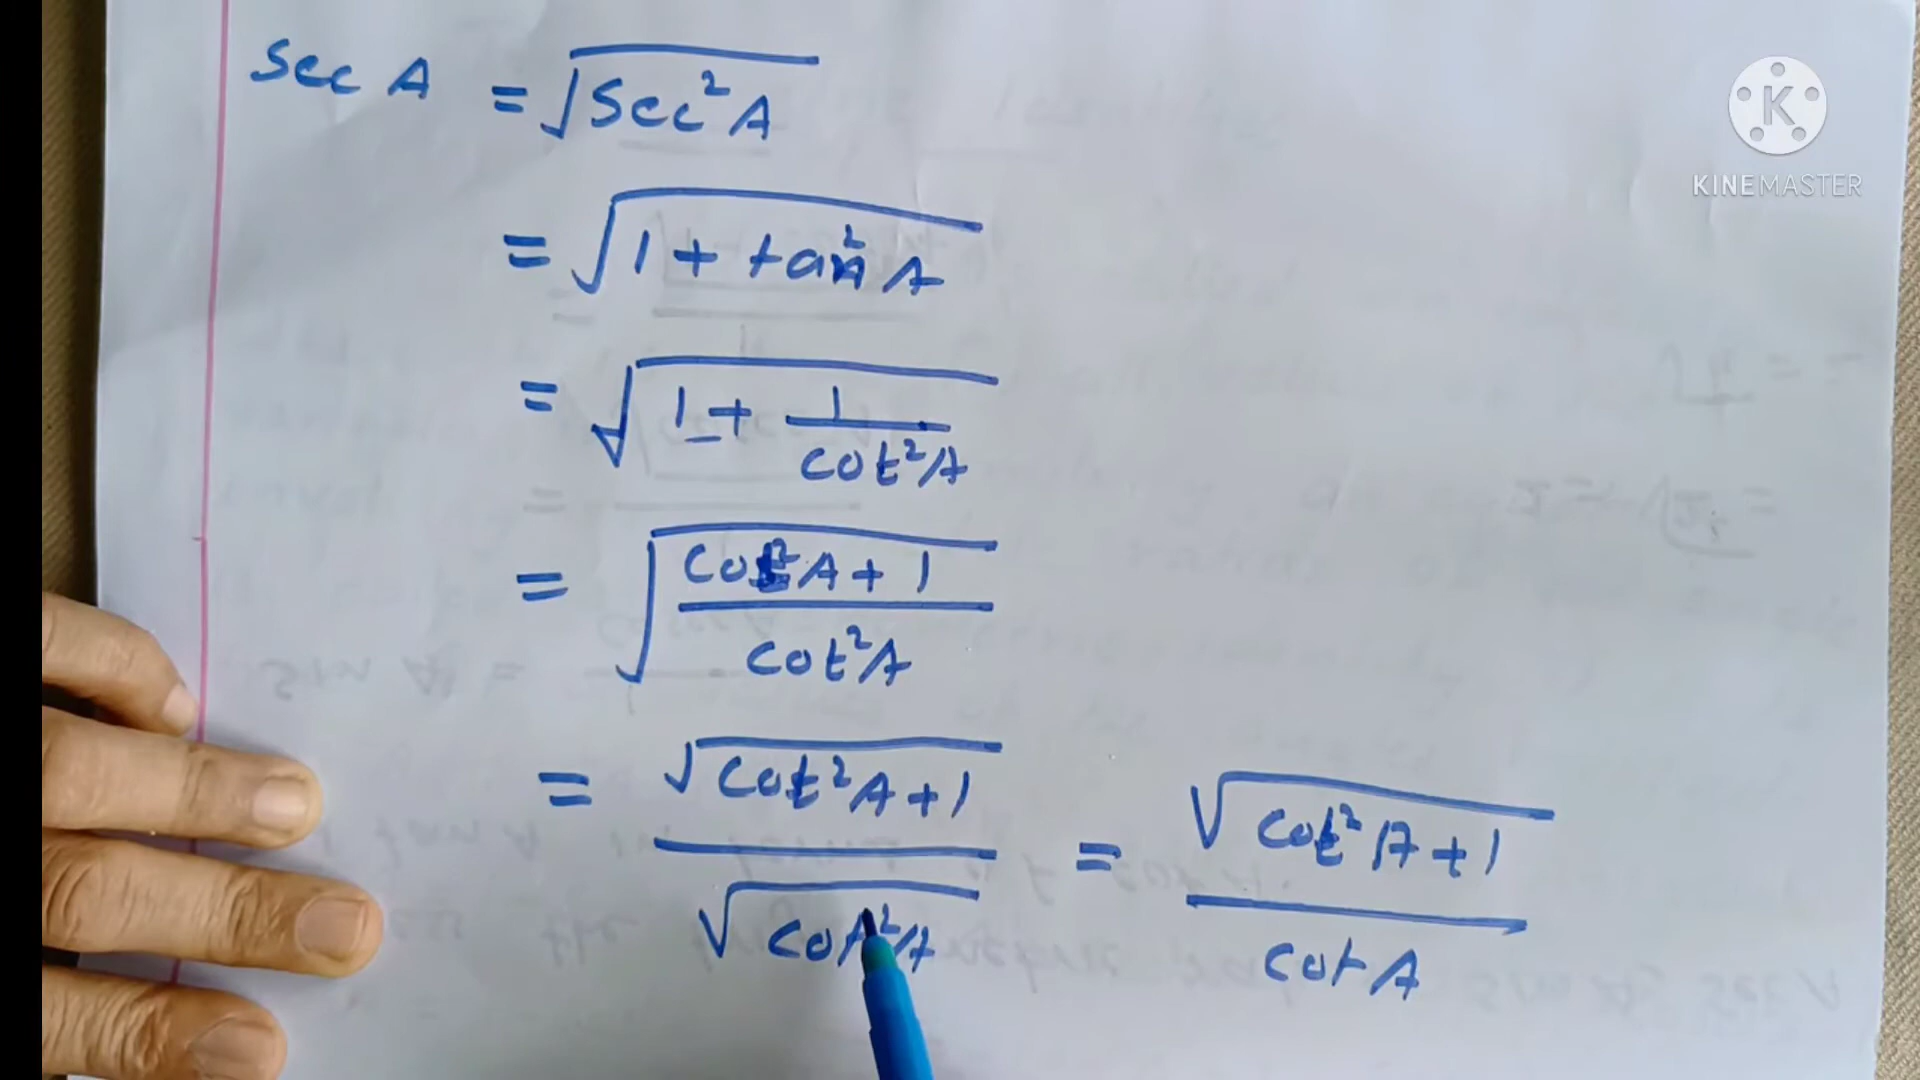 sec A = √sec²A
= √1 + tan²A
= √1 + 1/cot²A
= √cot²A + 1/cot²A
= √cot²A + 1/√cot²A = √cot²A + 1/cot A
K
KINEMASTER